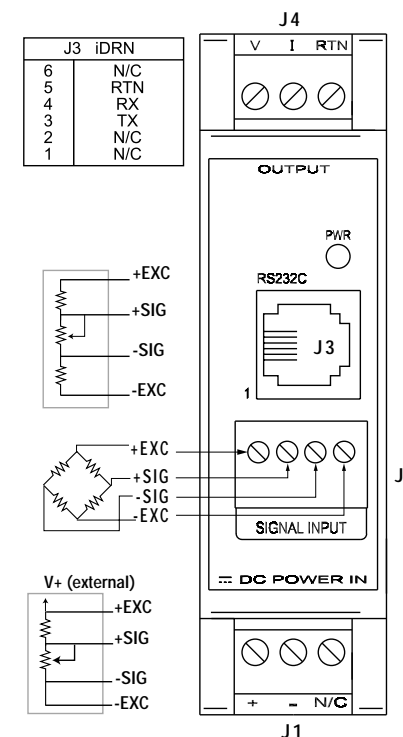 J4
J3 iDRN
6 N/C
5 RTN
4 RX
3 TX
2 N/C
1 N/C
V I RTN
OUTPUT
PWR
RS232C
J3
1
+EXC
+SIG
-SIG
-EXC
+EXC
+SIG
-SIG
-EXC
J
SIGNAL INPUT
DC POWER IN
V+ (external)
+EXC
+SIG
-SIG
-EXC
+ - N/C
J1